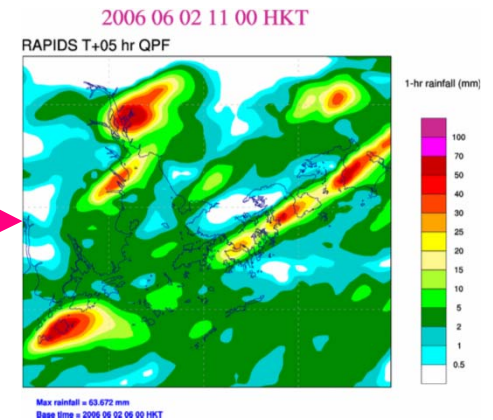 2006 06 02 11 00 HKT
RAPIDS T+05 hr QPF
1-hr rainfall (mm)
100
70
50
40
30
25
20
15
10
5
2
1
0.5
Max rainfall = 63.672 mm
Base time = 2006 06 02 06 00 HKT